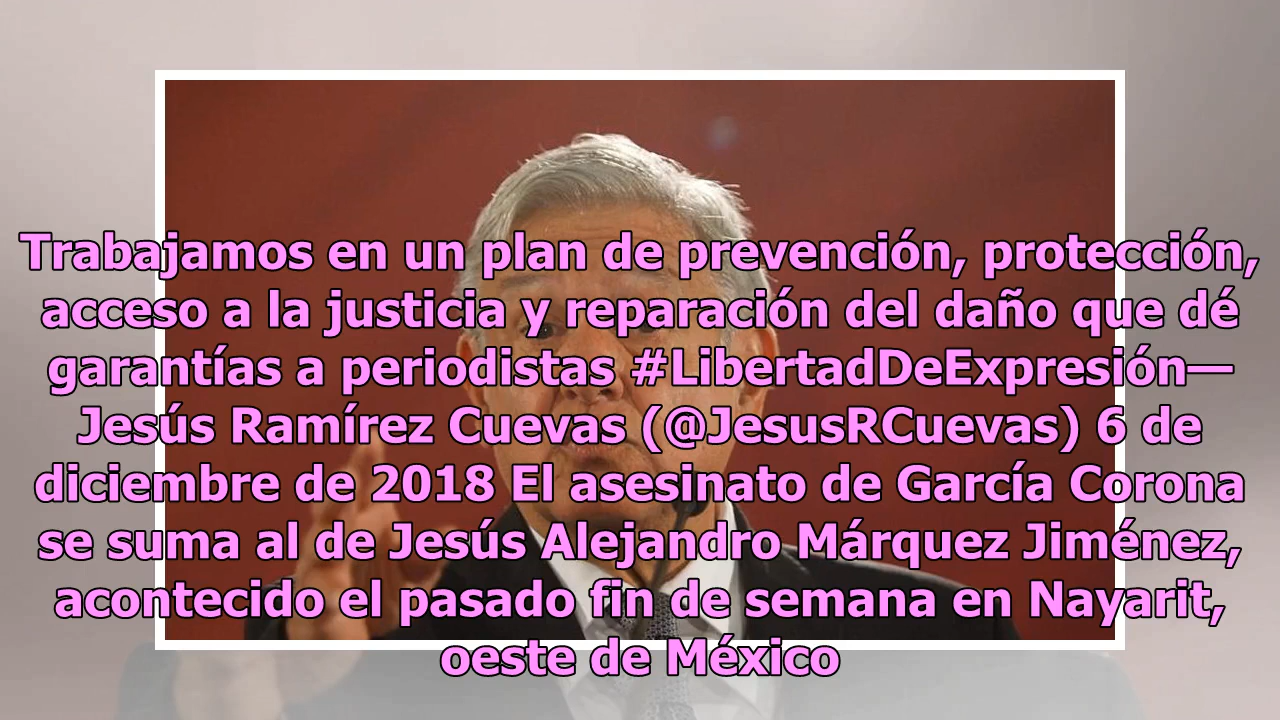 Trabajamos en un plan de prevención, protección,
acceso a la justicia y reparación del daño que dé
garantías a periodistas #LibertadDeExpresión—
Jesús Ramírez Cuevas (@JesusRCuevas) 6 de
diciembre de 2018 El asesinato de García Corona
se suma al de Jesús Alejandro Márquez Jiménez,
acontecido el pasado fin de semana en Nayarit,
oeste de México